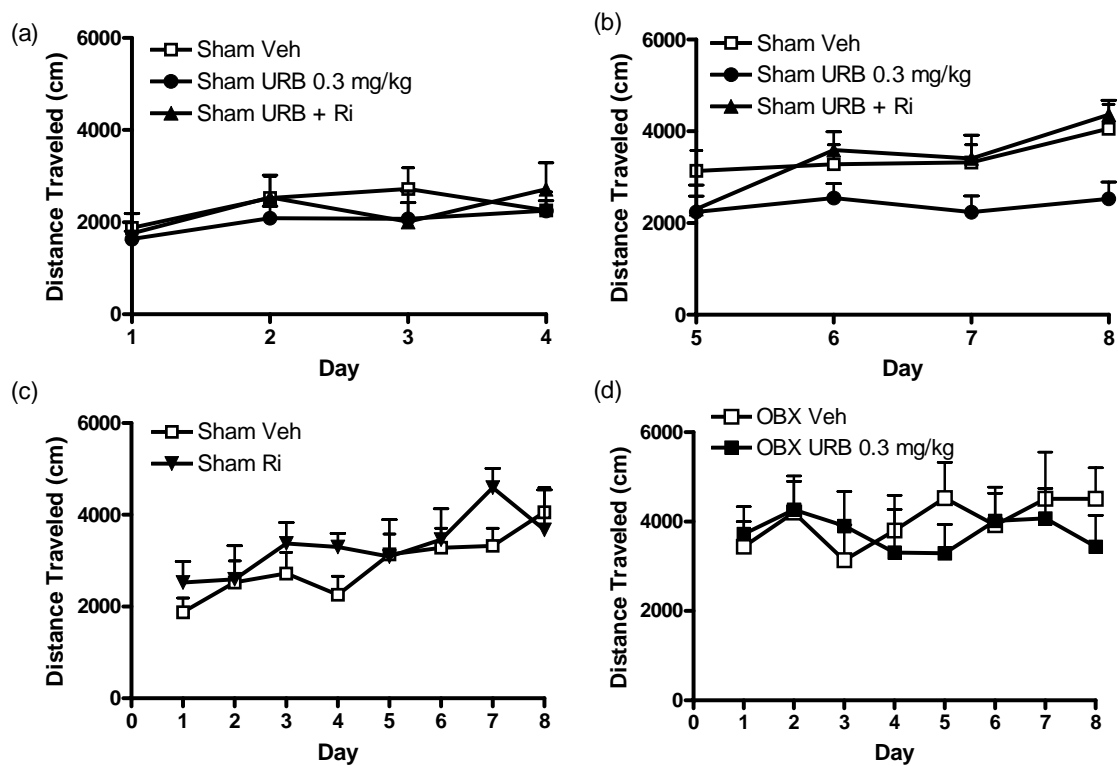 (a)
6000
4000
2000
0
Distance Traveled (cm)
Sham Veh
Sham URB 0.3 mg/kg
Sham URB + Ri
1 2 3 4
Day
(b)
6000
4000
2000
0
Distance Traveled (cm)
Sham Veh
Sham URB 0.3 mg/kg
Sham URB + Ri
5 6 7 8
Day
(c)
6000
4000
2000
0
Distance Traveled (cm)
Sham Veh
Sham Ri
0 1 2 3 4 5 6 7 8
Day
(d)
6000
4000
2000
0
Distance Traveled (cm)
OBX Veh
OBX URB 0.3 mg/kg
0 1 2 3 4 5 6 7 8
Day